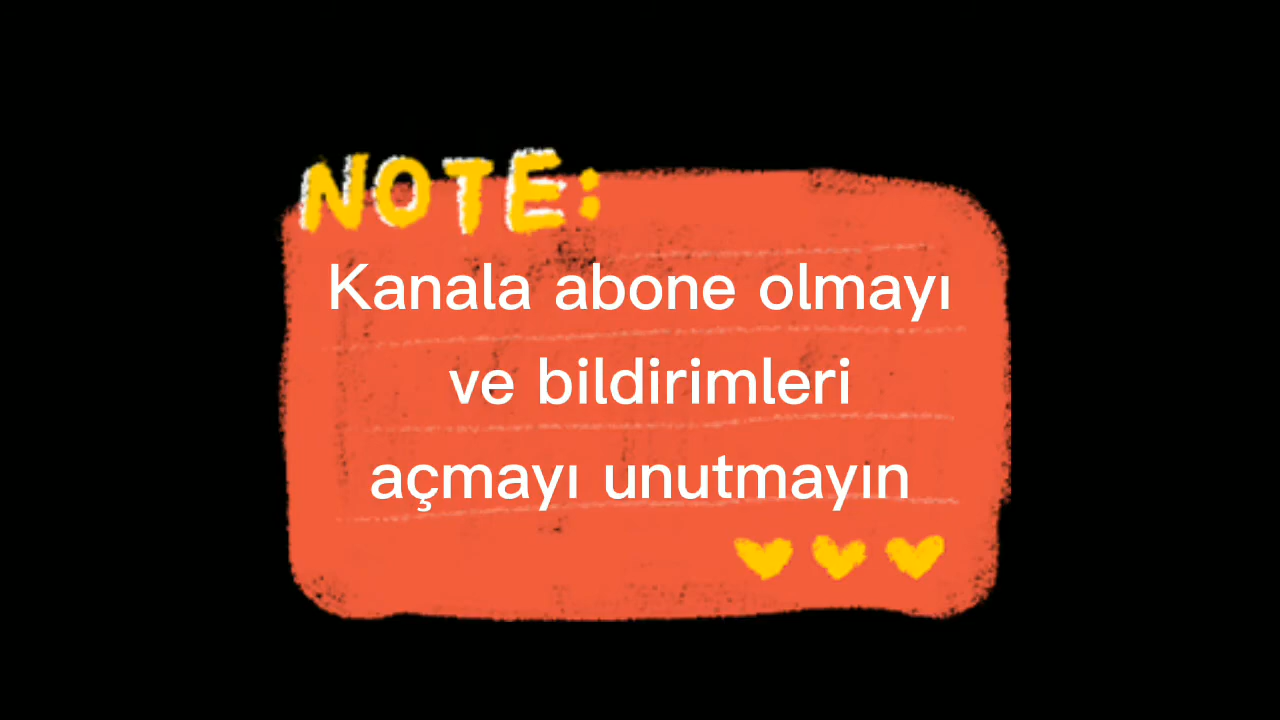 NOTE:
Kanala abone olmayı
ve bildirimleri
açmayı unutmayın